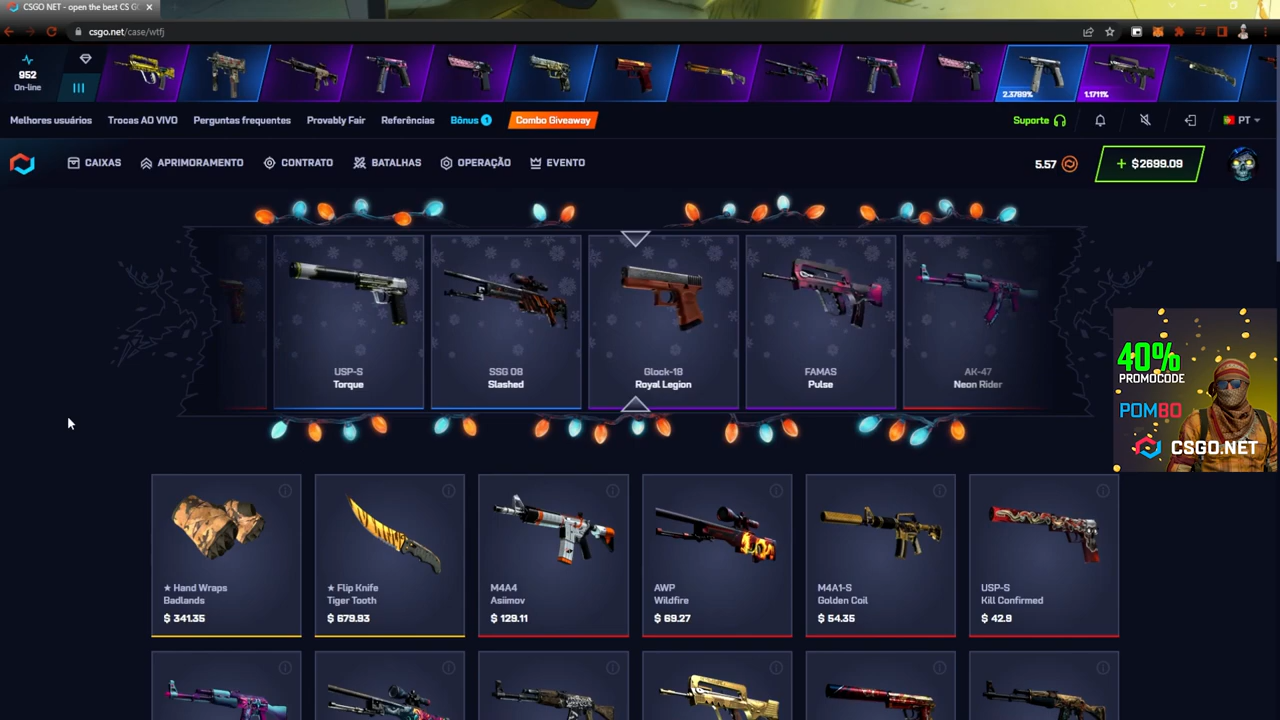 CSGO NET - open the best CS G
csgo.net/case/wtfj
952
On-line
2.3799%
1.1711%
Melhores usuários
Trocas AO VIVO
Perguntas frequentes
Provably Fair
Referências
Bônus 1
Combo Giveaway
Suporte
PT
CAIXAS
APRIMORAMENTO
CONTRATO
BATALHAS
OPERAÇÃO
EVENTO
5.57
+ $2699.09
USP-S
Torque
SSG 08
Slashed
Glock-18
Royal Legion
FAMAS
Pulse
AK-47
Neon Rider
40%
PROMOCODE
POMBO
CSGO.NET
★ Hand Wraps
Badlands
$ 341.35
★ Flip Knife
Tiger Tooth
$ 679.93
M4A4
Asiimov
$ 129.11
AWP
Wildfire
$ 69.27
M4A1-S
Golden Coil
$ 54.35
USP-S
Kill Confirmed
$ 42.9